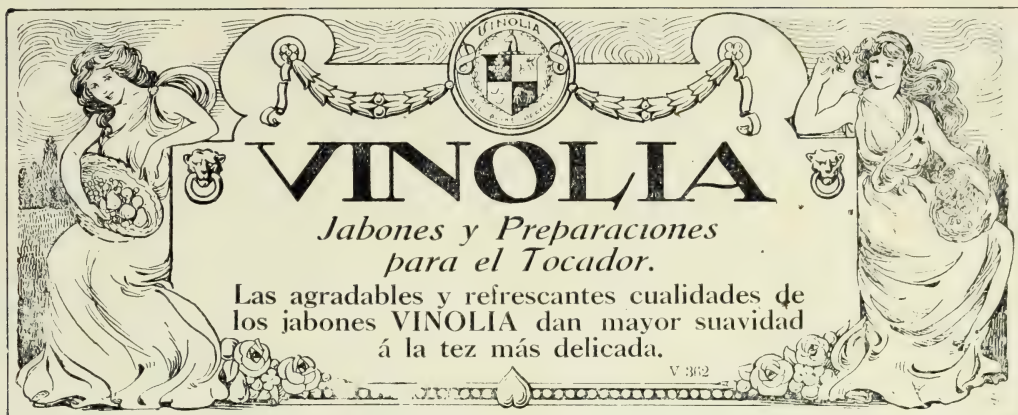 VINOLIA
VINOLIA
Jabones y Preparaciones
para el Tocador.
Las agradables y refrescantes cualidades de
los jabones VINOLIA dan mayor suavidad
á la tez más delicada.
V 362